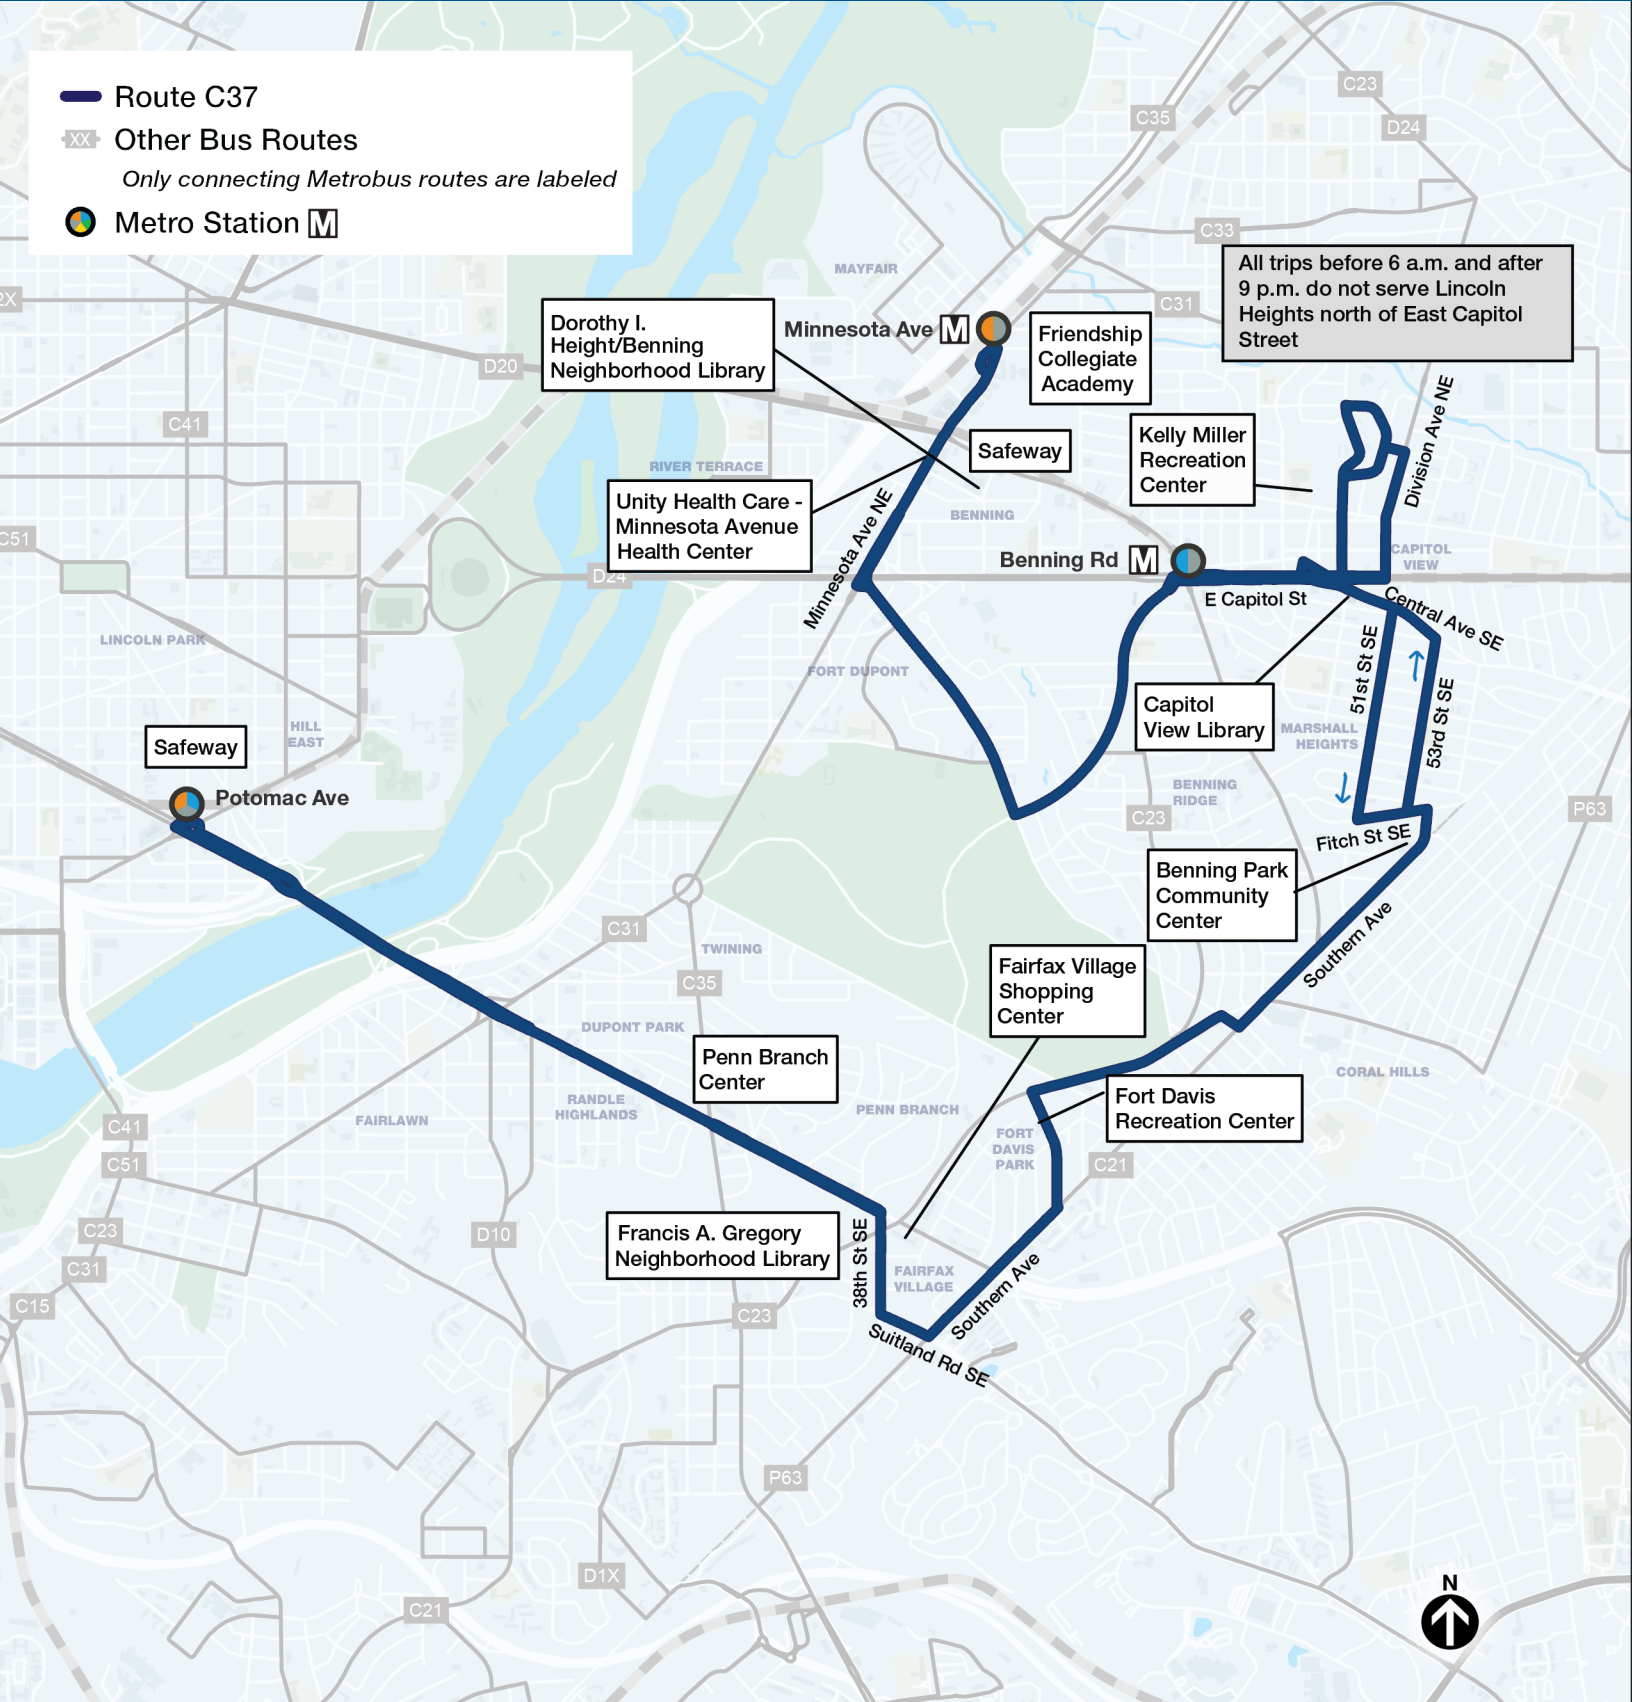 Route C37
XX
Other Bus Routes
Only connecting Metrobus routes are labeled
Metro Station M
C23
C35
D24
C33
All trips before 6 a.m. and after
9 p.m. do not serve Lincoln
Heights north of East Capitol
Street
MAYFAIR
C31
2X
Dorothy I.
Height/Benning
Neighborhood Library
Minnesota Ave M
Friendship
Collegiate
Academy
D20
Division Ave NE
C41
Kelly Miller
Recreation
Center
Safeway
RIVER TERRACE
Unity Health Care -
Minnesota Avenue
Health Center
Minnesota Ave NE
BENNING
C51
Benning Rd M
CAPITOL
VIEW
D24
E Capitol St
Central Ave SE
LINCOLN PARK
FORT DUPONT
51st St SE
53rd St SE
Capitol
View Library
MARSHALL
HEIGHTS
HILL
EAST
Safeway
Potomac Ave
BENNING
RIDGE
C23
P63
Fitch St SE
Benning Park
Community
Center
C31
TWINING
Southern Ave
Fairfax Village
Shopping
Center
C35
DUPONT PARK
Penn Branch
Center
CORAL HILLS
RANDLE
HIGHLANDS
PENN BRANCH
Fort Davis
Recreation Center
FAIRLAWN
C41
FORT
DAVIS
PARK
C51
C21
C23
D10
Francis A. Gregory
Neighborhood Library
38th St SE
C31
FAIRFAX
VILLAGE
Southern Ave
C15
C23
Suitland Rd SE
P63
D1X
C21
N